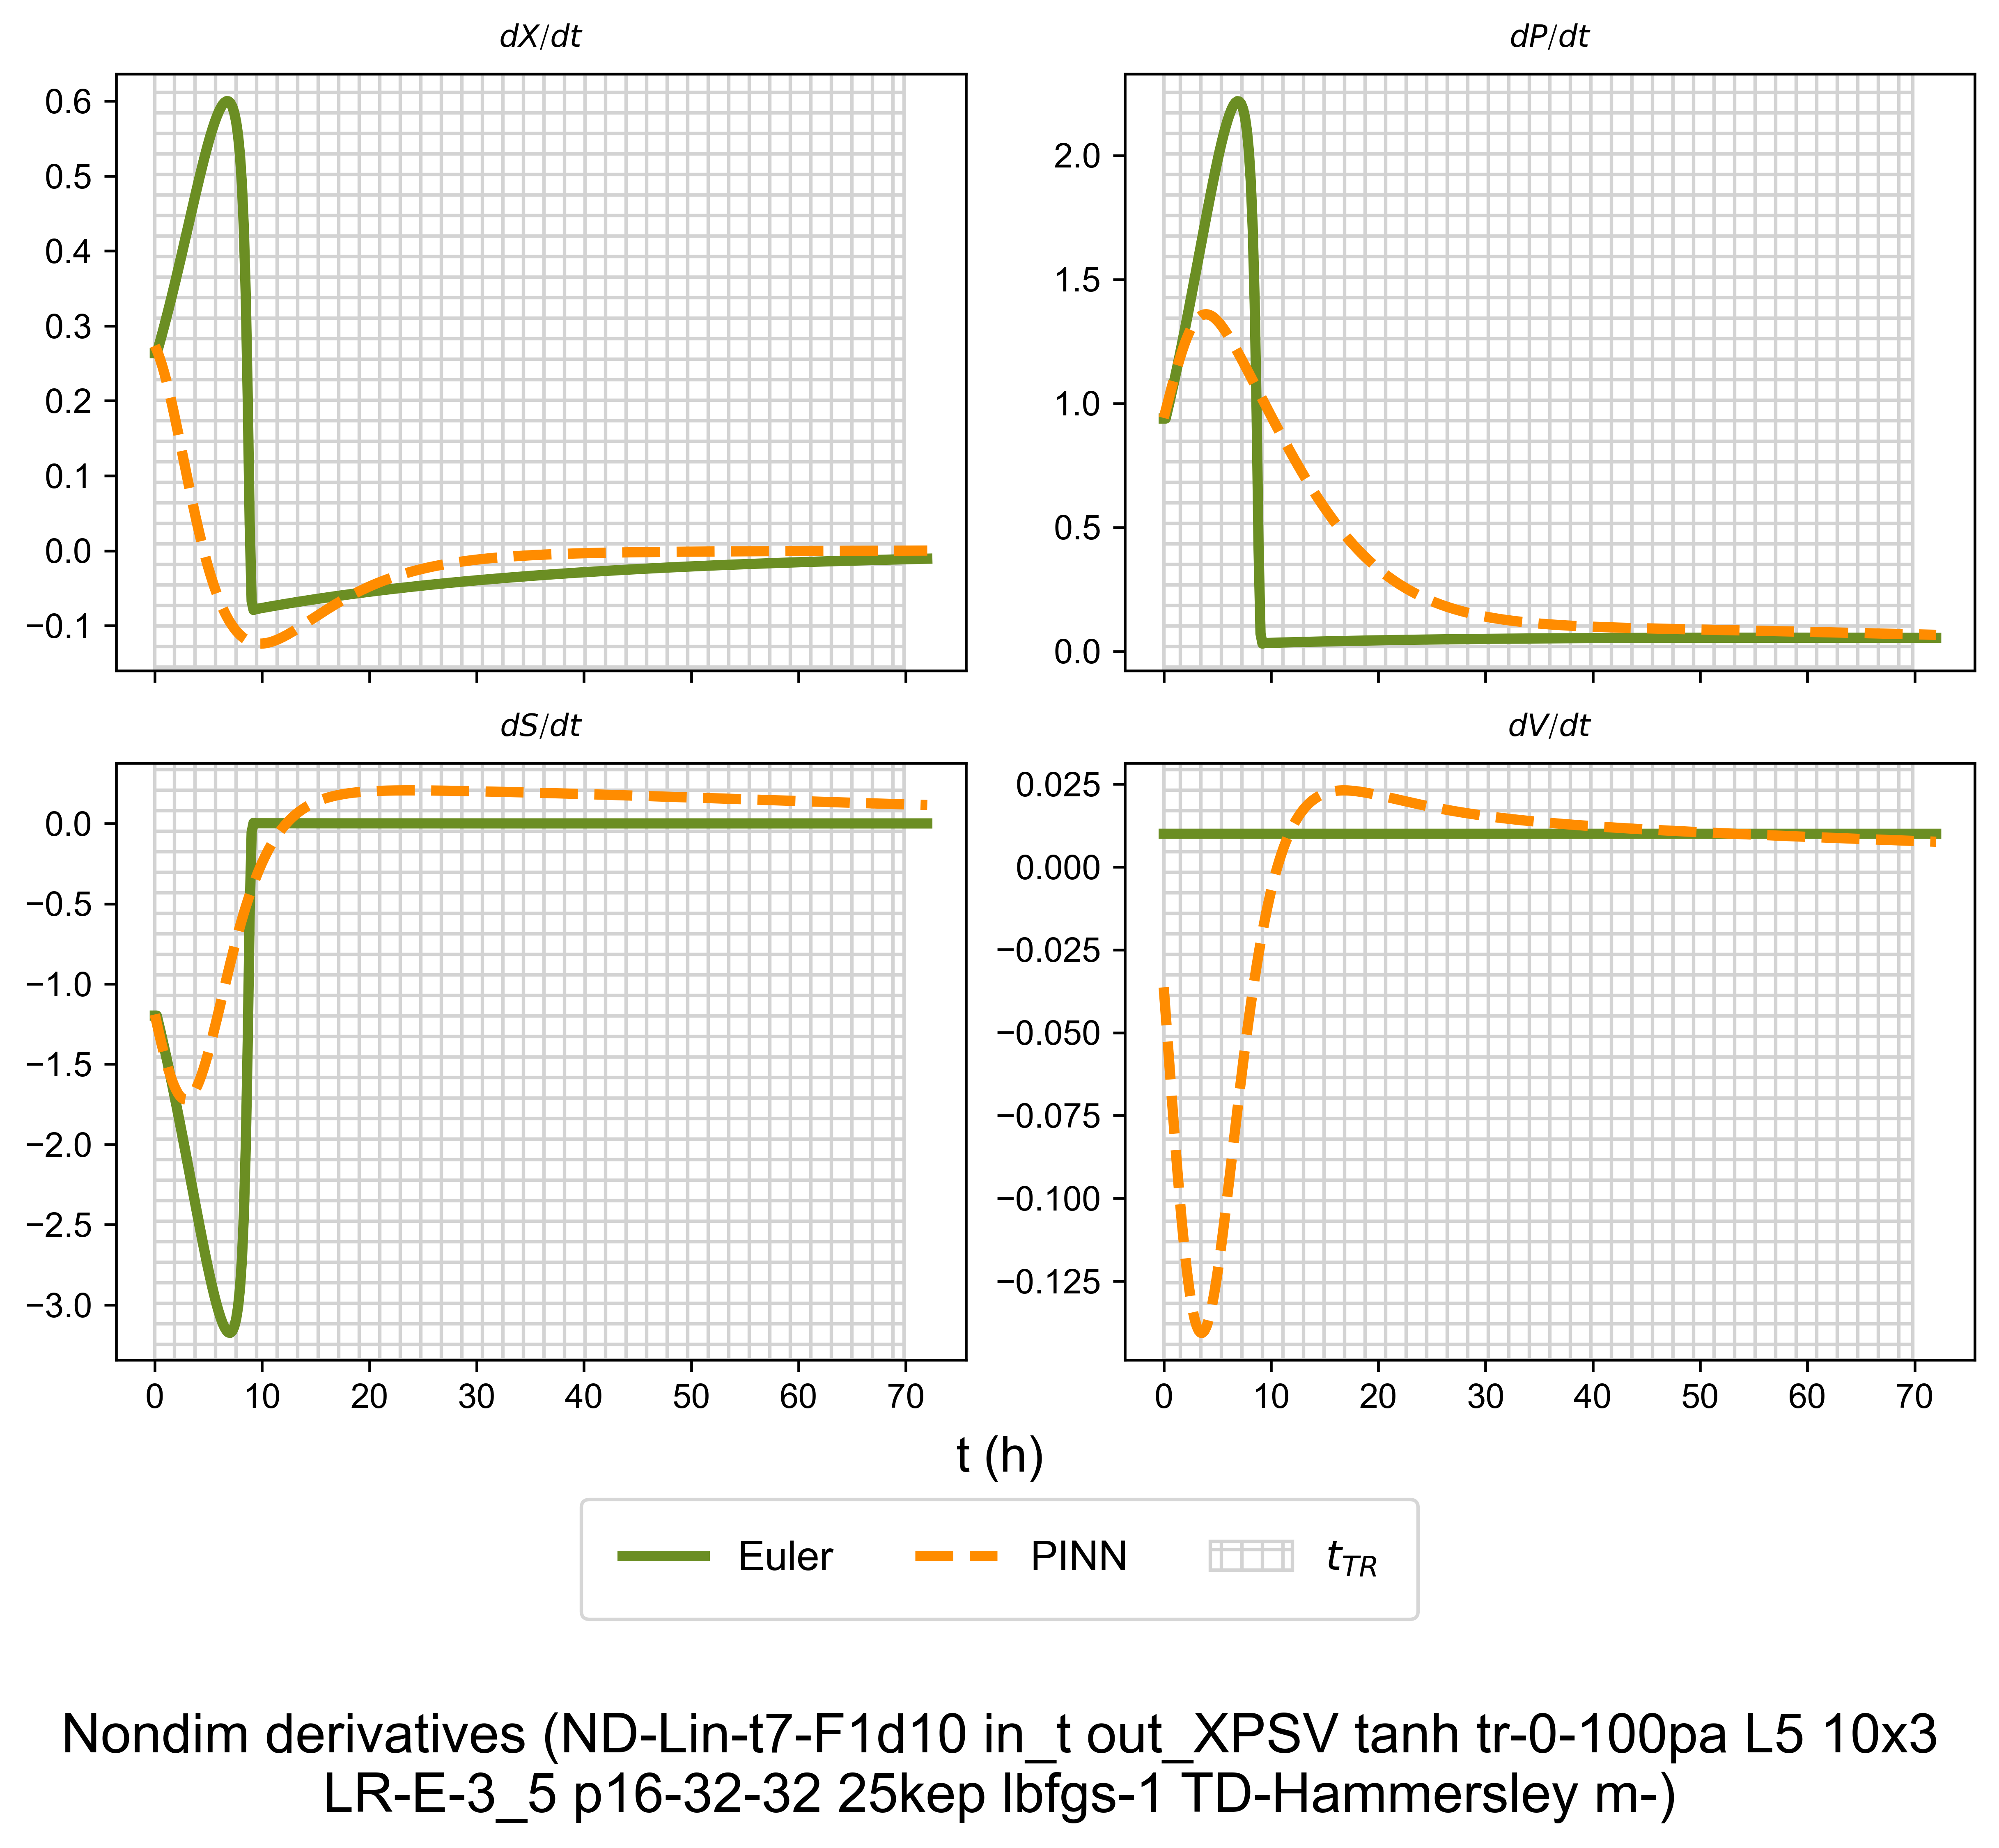 dX/dt
dP/dt
0.6
0.5
0.4
0.3
0.2
0.1
0.0
−0.1
2.0
1.5
1.0
0.5
0.0
dS/dt
dV/dt
0.0
−0.5
−1.0
−1.5
−2.0
−2.5
−3.0
0.025
0.000
−0.025
−0.050
−0.075
−0.100
−0.125
0 10 20 30 40 50 60 70
0 10 20 30 40 50 60 70
t (h)
Euler PINN t_TR
Nondim derivatives (ND-Lin-t7-F1d10 in_t out_XPSV tanh tr-0-100pa L5 10x3
LR-E-3_5 p16-32-32 25kep lbfgs-1 TD-Hammersley m-)